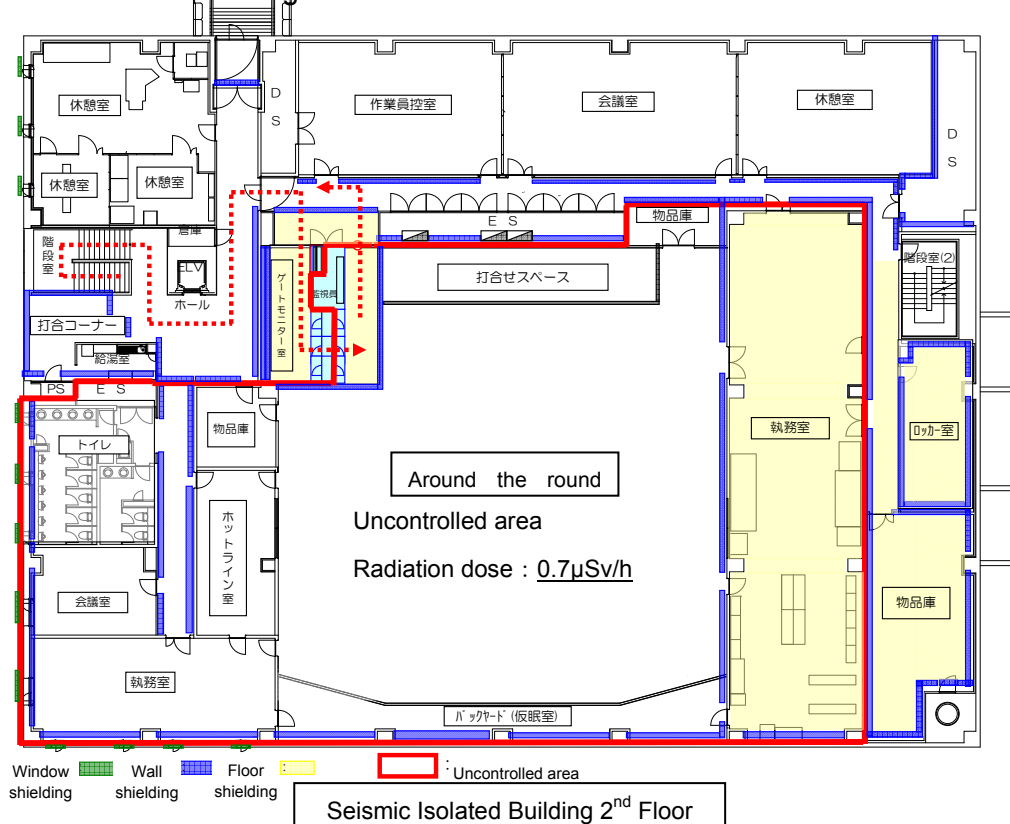 休憩室
D
S
作業員控室
会議室
休憩室
D
S
休憩室
休憩室
倉庫
階段室
ELV
ホール
打合コーナー
給湯室
ゲートモニター室
監視員
E S
物品庫
打合せスペース
階段室(2)
PS
E S
トイレ
物品庫
ホットライン室
Around the round
Uncontrolled area
Radiation dose : 0.7μSv/h
執務室
ロッカー室
会議室
物品庫
執務室
バックヤード(仮眠室)
Window shielding
Wall shielding
Floor shielding
:
: Uncontrolled area
Seismic Isolated Building 2nd Floor